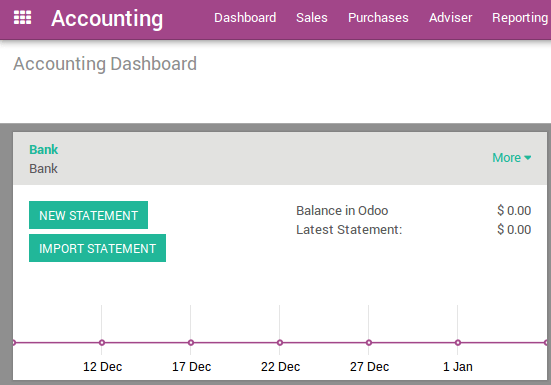 Accounting Dashboard Sales Purchases Adviser Reporting
Accounting Dashboard
Bank
Bank
More
NEW STATEMENT
Balance in Odoo $ 0.00
IMPORT STATEMENT
Latest Statement: $ 0.00
12 Dec 17 Dec 22 Dec 27 Dec 1 Jan